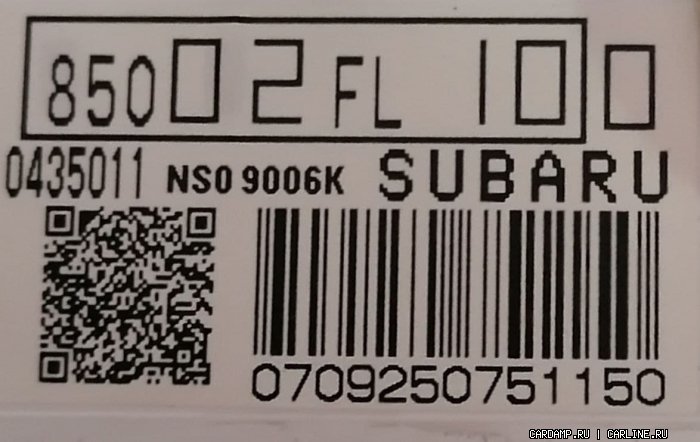 85002FL100
0435011 NS0 9006K SUBARU
0709250751150
CARDAMP.RU | CARLINE.RU